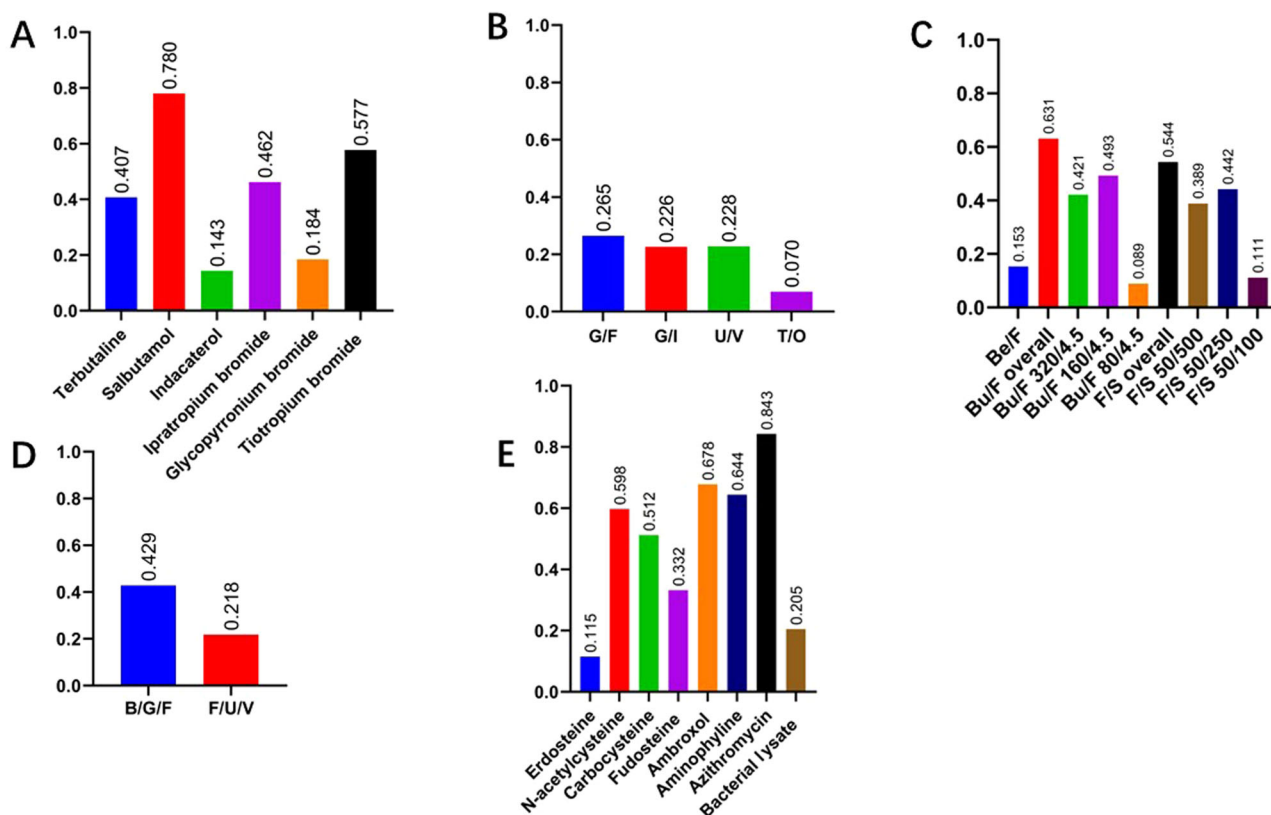 A
1.0
0.8
0.6
0.4
0.2
0.0
0.407
0.780
0.143
0.462
0.184
0.577
Terbutaline
Salbutamol
Indacaterol
Ipratropium bromide
Glycopyrronium bromide
Tiotropium bromide
B
1.0
0.8
0.6
0.4
0.2
0.0
0.265
0.226
0.228
0.070
G/F
G/I
U/V
T/O
C
1.0
0.8
0.6
0.4
0.2
0.0
0.153
0.631
0.421
0.493
0.089
0.544
0.389
0.442
0.111
Be/F
Bu/F overall
Bu/F 320/4.5
Bu/F 160/4.5
Bu/F 80/4.5
F/S overall
F/S 50/500
F/S 50/250
F/S 50/100
D
1.0
0.8
0.6
0.4
0.2
0.0
0.429
0.218
B/G/F
F/U/V
E
1.0
0.8
0.6
0.4
0.2
0.0
0.115
0.598
0.512
0.332
0.678
0.644
0.843
0.205
Erdosteine
N-acetylcysteine
Carbocysteine
Fudosteine
Ambroxol
Aminophyline
Azithromycin
Bacterial lysate